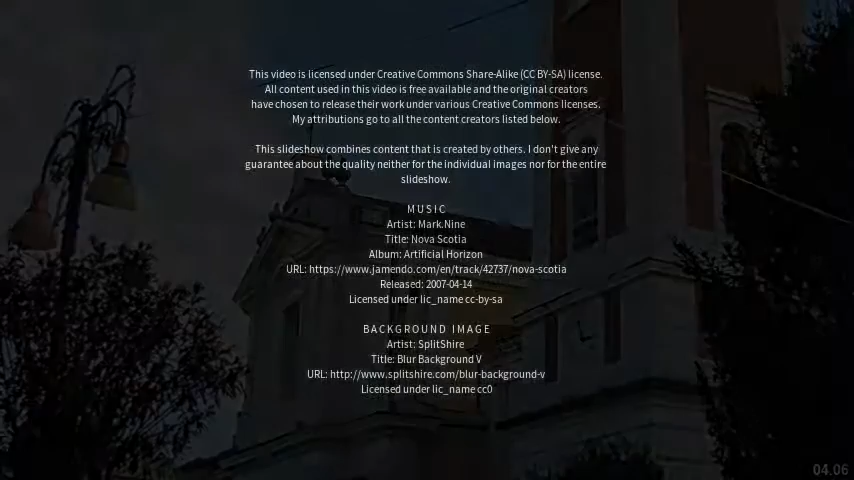 This video is licensed under Creative Commons Share-Alike (CC BY-SA) license.
All content used in this video is free available and the original creators
have chosen to release their work under various Creative Commons licenses.
My attributions go to all the content creators listed below.
This slideshow combines content that is created by others. I don't give any
guarantee about the quality neither for the individual images nor for the entire
slideshow.
MUSIC
Artist: Mark.Nine
Title: Nova Scotia
Album: Artificial Horizon
URL: https://www.jamendo.com/en/track/42737/nova-scotia
Released: 2007-04-14
Licensed under lic_name cc-by-sa
BACKGROUND IMAGE
Artist: SplitShire
Title: Blur Background V
URL: http://www.splitshire.com/blur-background-v
Licensed under lic_name cc0
04.06